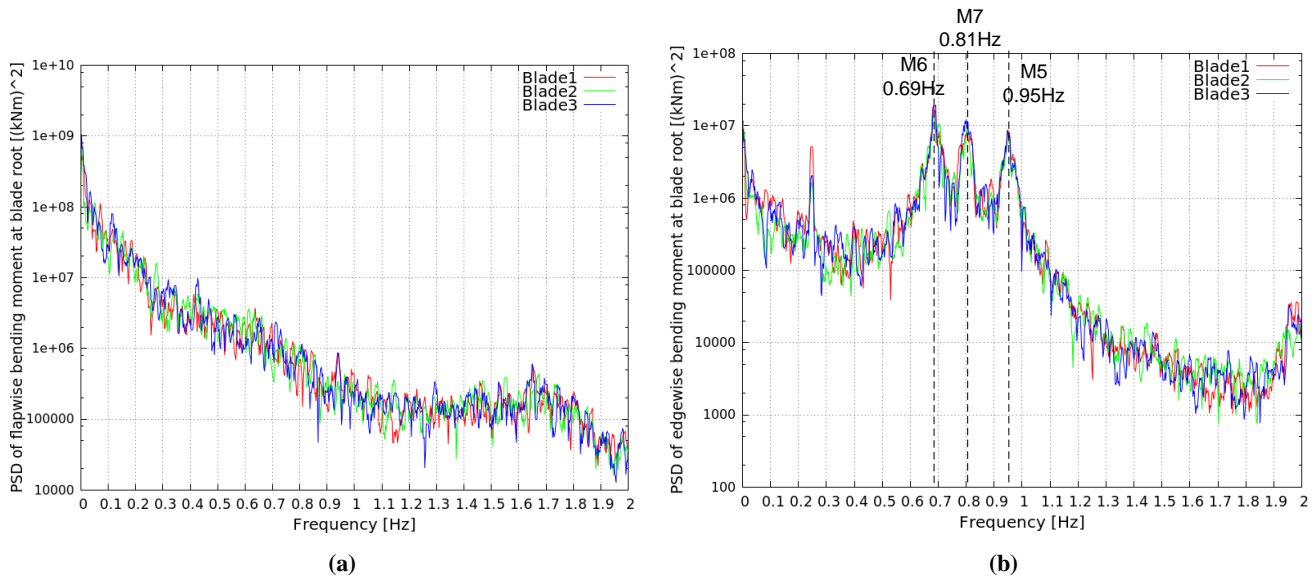 PSD of flapwise bending moment at blade root [(kNm)^2]
1e+10
1e+09
1e+08
1e+07
1e+06
100000
10000
Blade1
Blade2
Blade3
0 0.1 0.2 0.3 0.4 0.5 0.6 0.7 0.8 0.9 1 1.1 1.2 1.3 1.4 1.5 1.6 1.7 1.8 1.9 2
Frequency [Hz]
(a)
M7
0.81Hz
M6
0.69Hz
M5
0.95Hz
PSD of edgewise bending moment at blade root [(kNm)^2]
1e+08
1e+07
1e+06
100000
10000
1000
100
Blade1
Blade2
Blade3
0 0.1 0.2 0.3 0.4 0.5 0.6 0.7 0.8 0.9 1 1.1 1.2 1.3 1.4 1.5 1.6 1.7 1.8 1.9 2
Frequency [Hz]
(b)